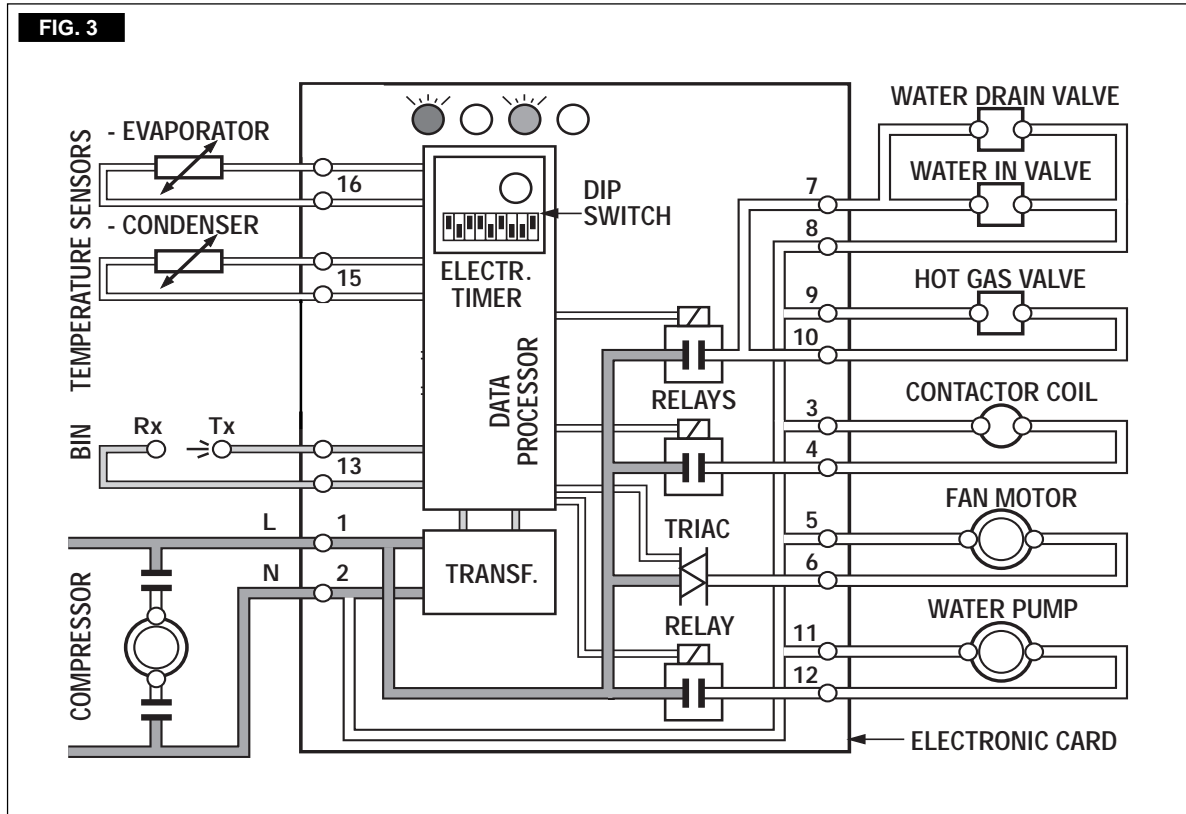 FIG. 3
TEMPERATURE SENSORS
- EVAPORATOR
16
- CONDENSER
15
BIN
Rx
Tx
13
L
1
N
2
COMPRESSOR
DIP
SWITCH
ELECTR.
TIMER
DATA
PROCESSOR
TRANSF.
RELAYS
TRIAC
RELAY
WATER DRAIN VALVE
WATER IN VALVE
7
8
HOT GAS VALVE
9
10
CONTACTOR COIL
3
4
FAN MOTOR
5
6
WATER PUMP
11
12
ELECTRONIC CARD